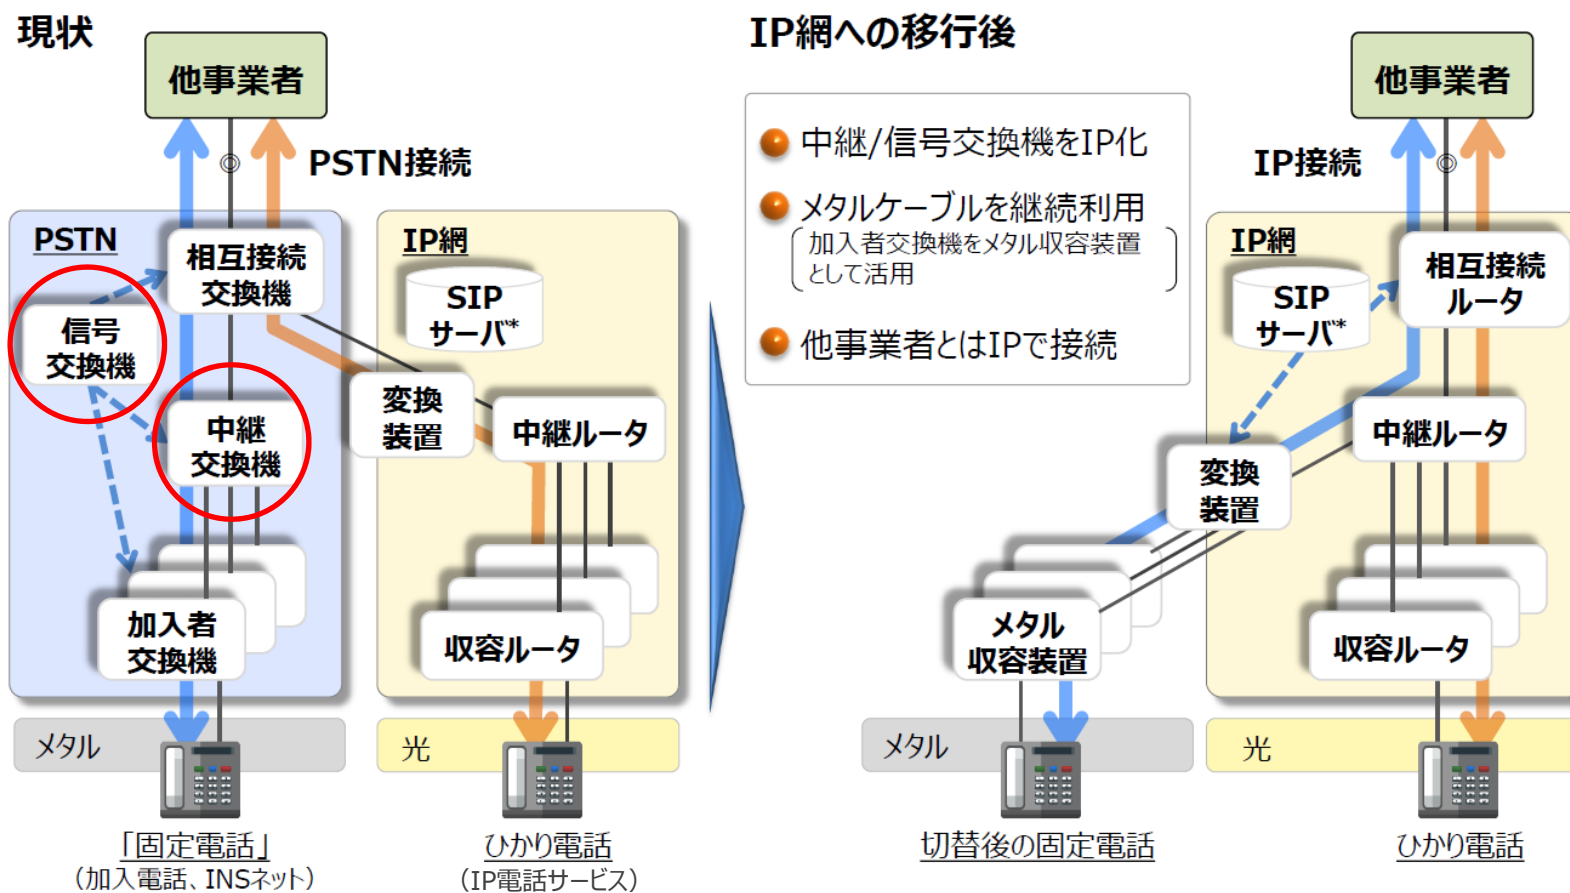 現状
他事業者
PSTN接続
PSTN
相互接続
交換機
信号
交換機
中継
交換機
加入者
交換機
IP網
SIP
サーバ*
変換
装置
中継ルータ
収容ルータ
メタル
光
「固定電話」
（加入電話、INSネット）
ひかり電話
（IP電話サービス）
IP網への移行後
中継/信号交換機をIP化
メタルケーブルを継続利用
加入者交換機をメタル収容装置
として活用
他事業者とはIPで接続
他事業者
IP接続
IP網
相互接続
ルータ
SIP
サーバ*
中継ルータ
変換
装置
メタル
収容装置
収容ルータ
メタル
光
切替後の固定電話
ひかり電話